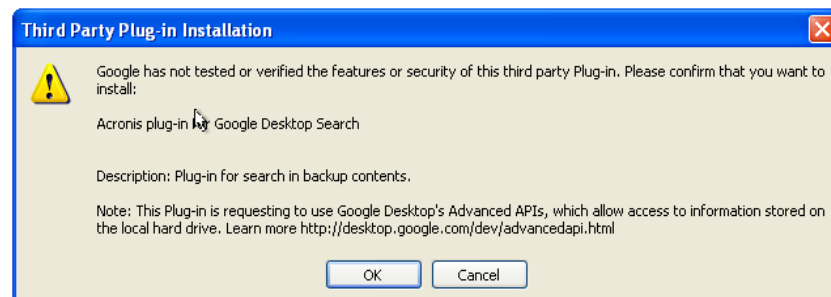 Third Party Plug-in Installation
Google has not tested or verified the features or security of this third party Plug-in. Please confirm that you want to
install:
Acronis plug-in for Google Desktop Search
Description: Plug-in for search in backup contents.
Note: This Plug-in is requesting to use Google Desktop's Advanced APIs, which allow access to information stored on
the local hard drive. Learn more http://desktop.google.com/dev/advancedapi.html
OK Cancel